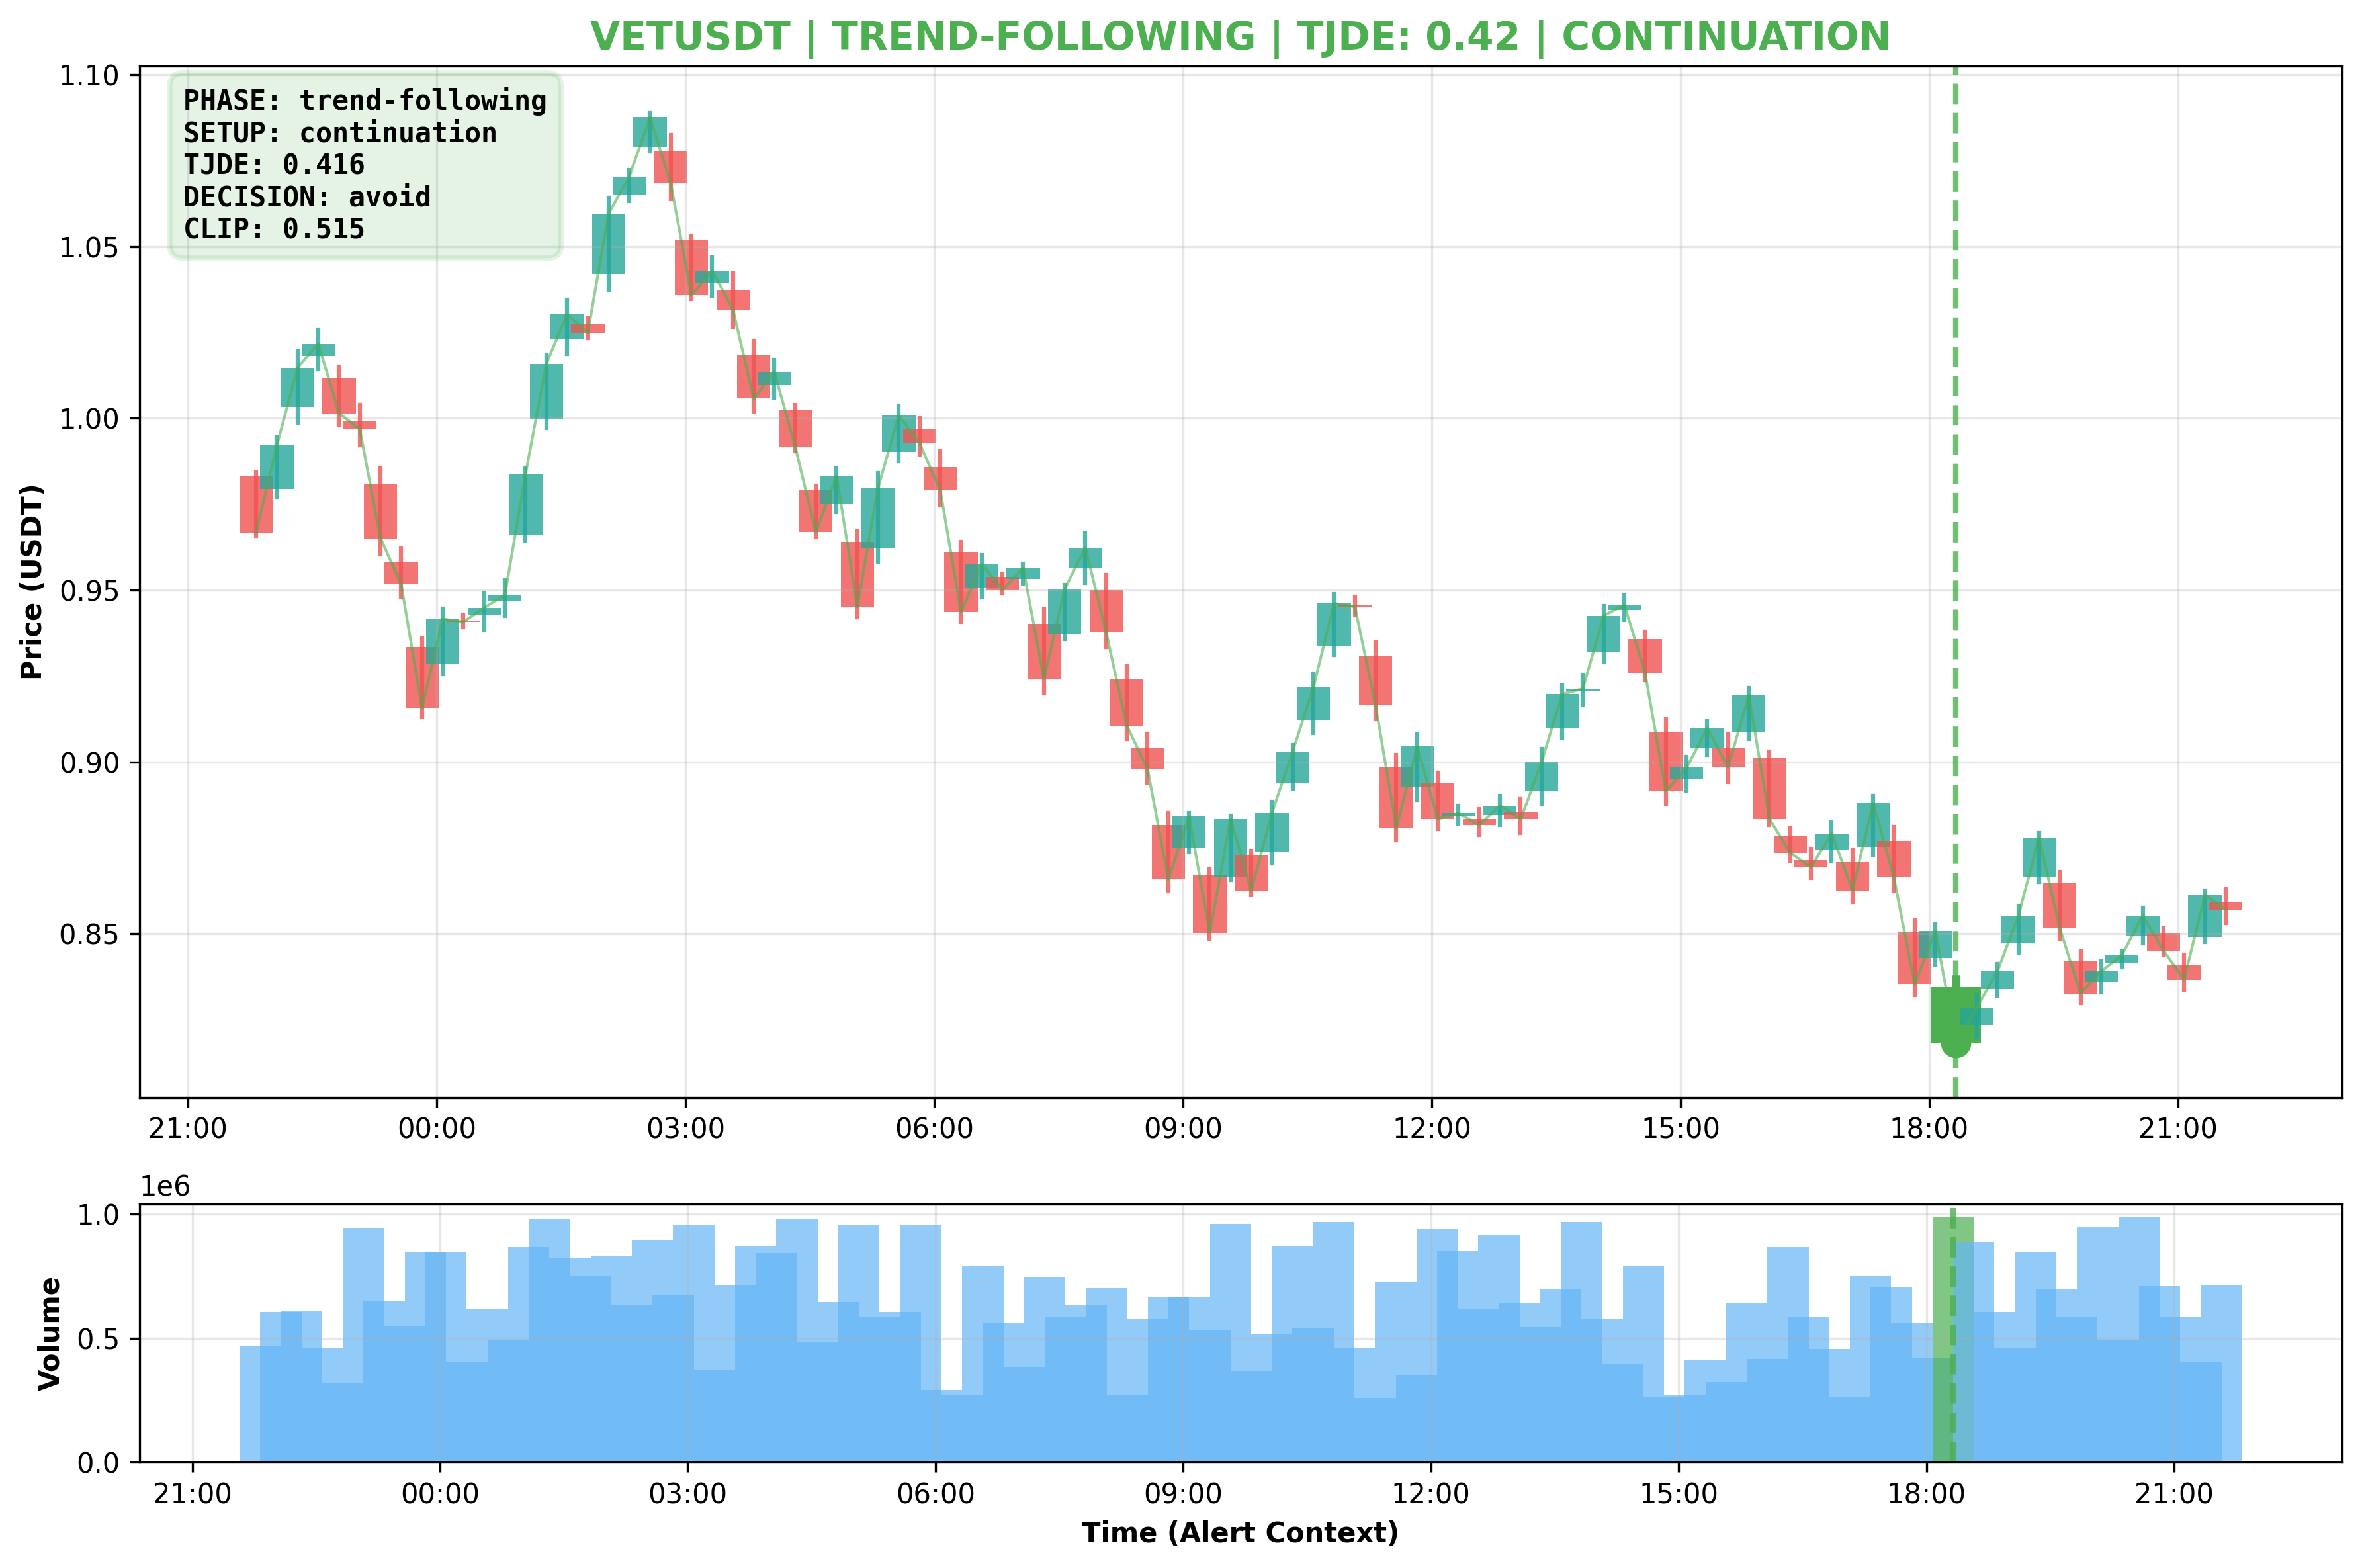 VETUSDT | TREND-FOLLOWING | TJDE: 0.42 | CONTINUATION
PHASE: trend-following
SETUP: continuation
TJDE: 0.416
DECISION: avoid
CLIP: 0.515
Price (USDT)
1.10
1.05
1.00
0.95
0.90
0.85
21:00 00:00 03:00 06:00 09:00 12:00 15:00 18:00 21:00
1e6
Volume
1.0
0.5
0.0
21:00 00:00 03:00 06:00 09:00 12:00 15:00 18:00 21:00
Time (Alert Context)